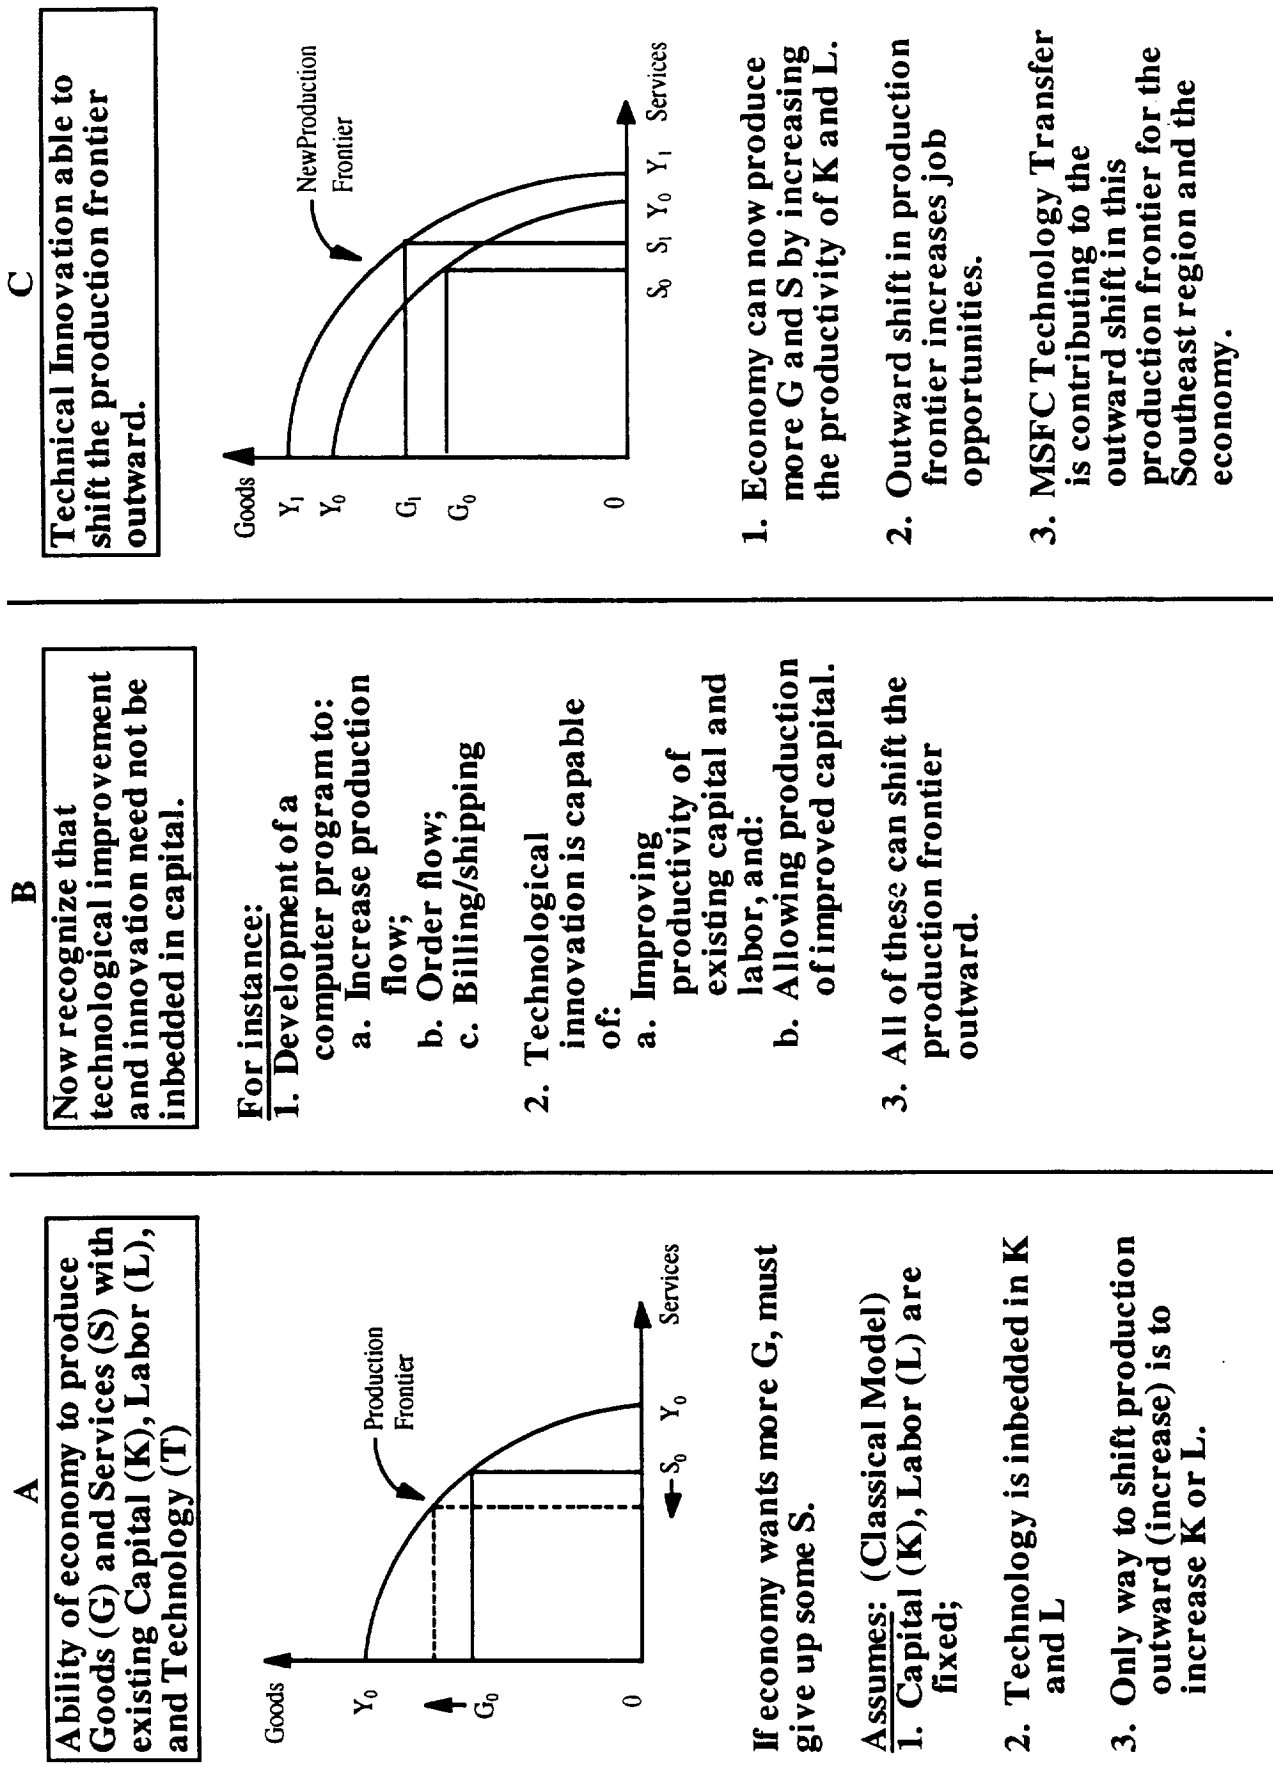 A
Ability of economy to produce
Goods (G) and Services (S) with
existing Capital (K), Labor (L),
and Technology (T)
Goods
Y0
G0
0
Production
Frontier
S0
Y0
Services
If economy wants more G, must
give up some S.
Assumes: (Classical Model)
1. Capital (K), Labor (L) are
fixed;
2. Technology is inbedded in K
and L
3. Only way to shift production
outward (increase) is to
increase K or L.
B
Now recognize that
technological improvement
and innovation need not be
inbedded in capital.
For instance:
1. Development of a
computer program to:
a. Increase production
flow;
b. Order flow;
c. Billing/shipping
2. Technological
innovation is capable
of:
a. Improving
productivity of
existing capital and
labor, and:
b. Allowing production
of improved capital.
3. All of these can shift the
production frontier
outward.
C
Technical Innovation able to
shift the production frontier
outward.
Goods
Y1
Y0
G1
G0
0
NewProduction
Frontier
S0
S1
Y0
Y1
Services
1. Economy can now produce
more G and S by increasing
the productivity of K and L.
2. Outward shift in production
frontier increases job
opportunities.
3. MSFC Technology Transfer
is contributing to the
outward shift in this
production frontier for the
Southeast region and the
economy.